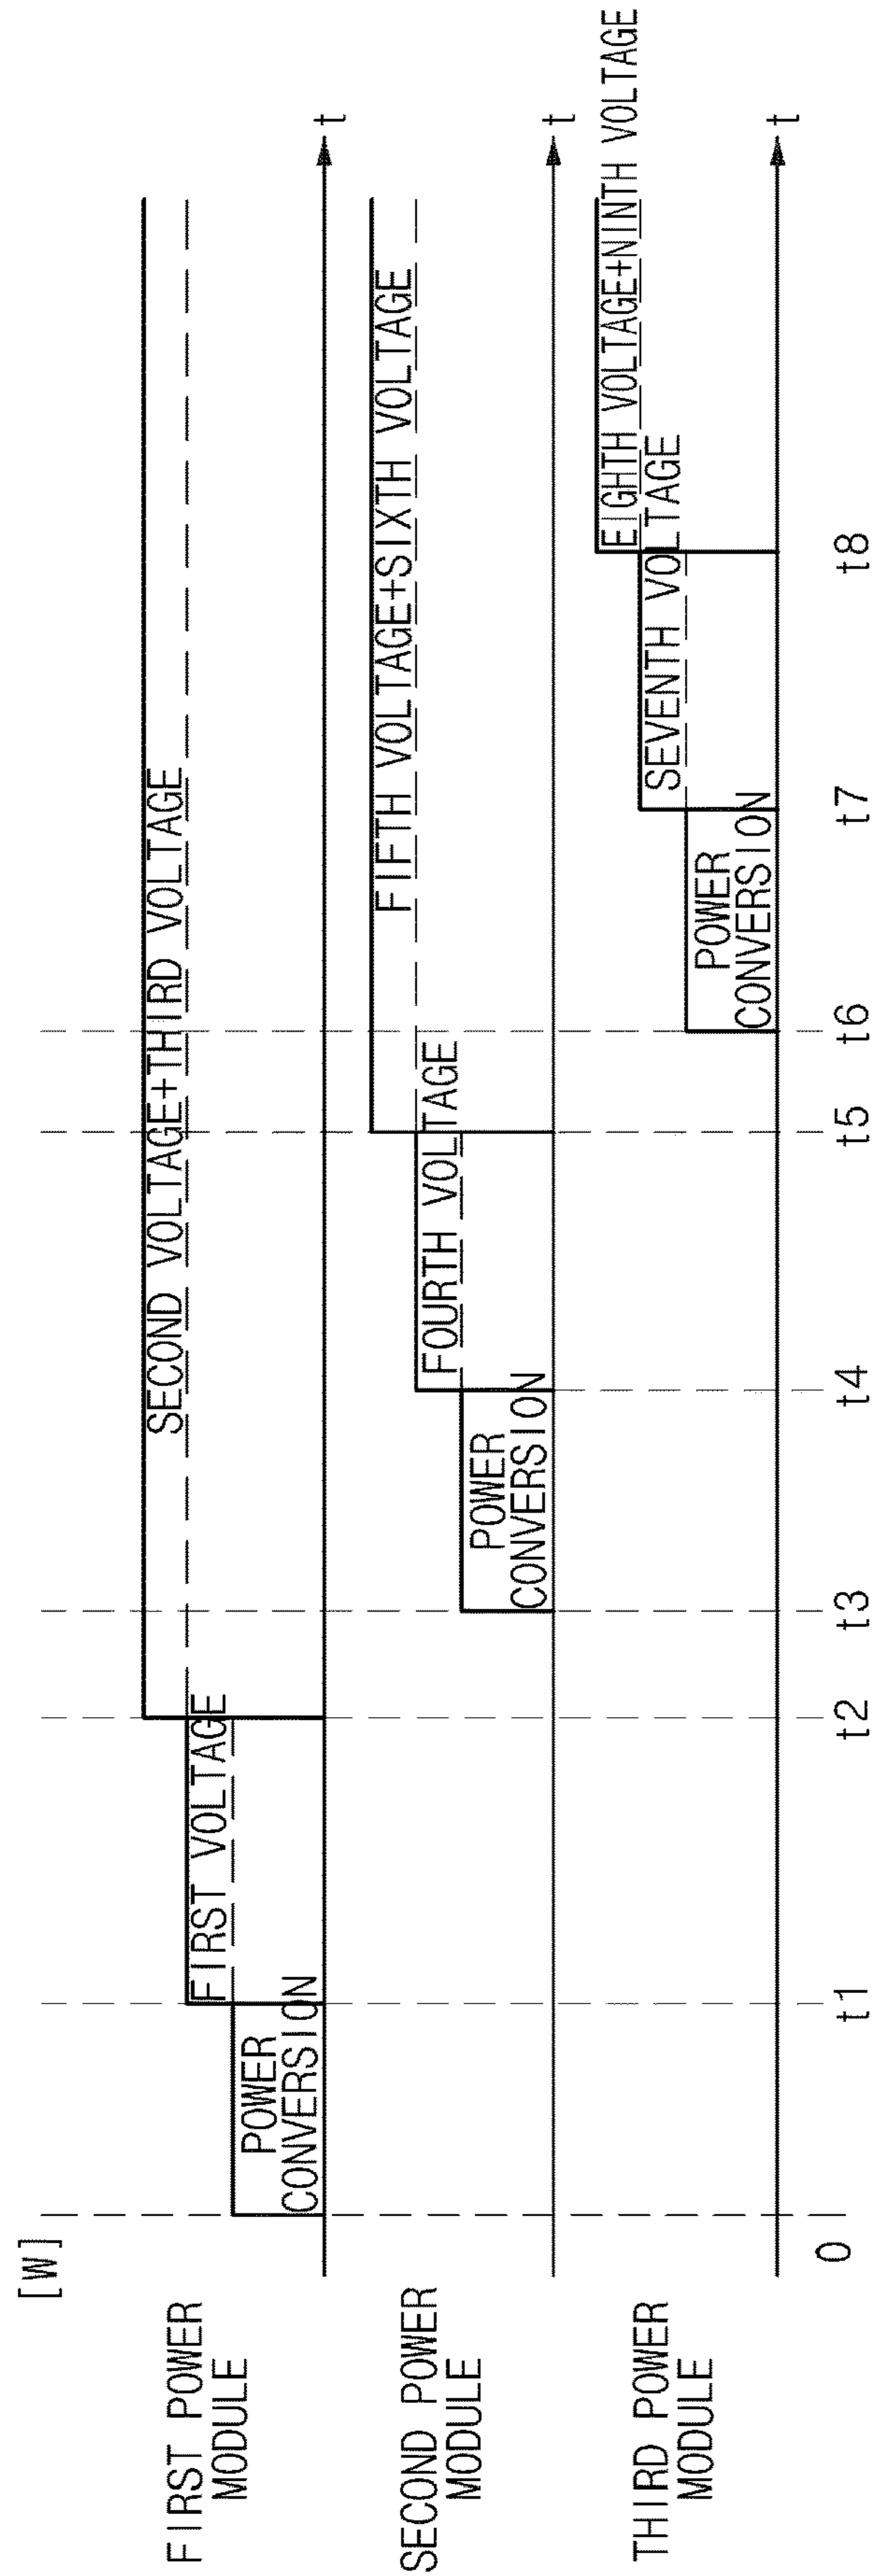 [W]
FIRST POWER
MODULE
POWER
CONVERSION
FIRST VOLTAGE
SECOND VOLTAGE+THIRD VOLTAGE
t
SECOND POWER
MODULE
POWER
CONVERSION
FOURTH VOLTAGE
FIFTH VOLTAGE+SIXTH VOLTAGE
t
THIRD POWER
MODULE
POWER
CONVERSION
SEVENTH VOLTAGE
EIGHTH VOLTAGE+NINTH VOLTAGE
t
0 t1 t2 t3 t4 t5 t6 t7 t8